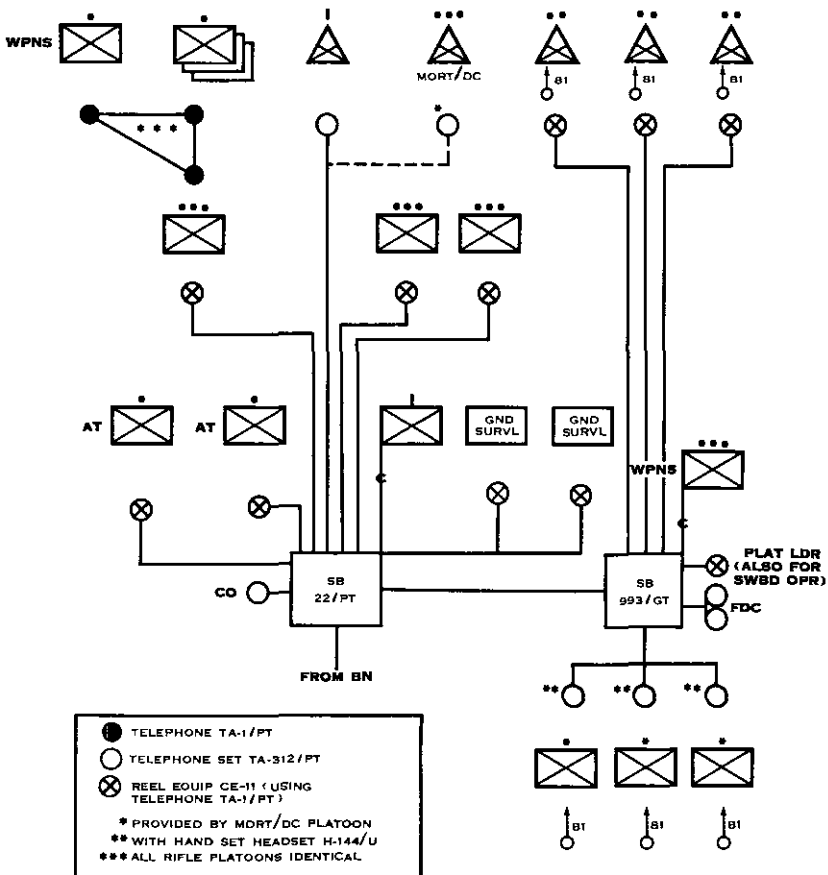 WPNS
MORT/DC
81
81
81
*
* * *
AT
AT
GND
SURVL
GND
SURVL
WPNS
C
C
SB
22/PT
SB
993/GT
CO
PLAT LDR
(ALSO FOR
SWBD OPR)
FDC
FROM BN
**
**
**
81
81
81
TELEPHONE TA-1/PT
TELEPHONE SET TA-312/PT
REEL EQUIP CE-11 (USING
TELEPHONE TA-1/PT)
* PROVIDED BY MORT/DC PLATOON
** WITH HAND SET HEADSET H-144/U
*** ALL RIFLE PLATOONS IDENTICAL